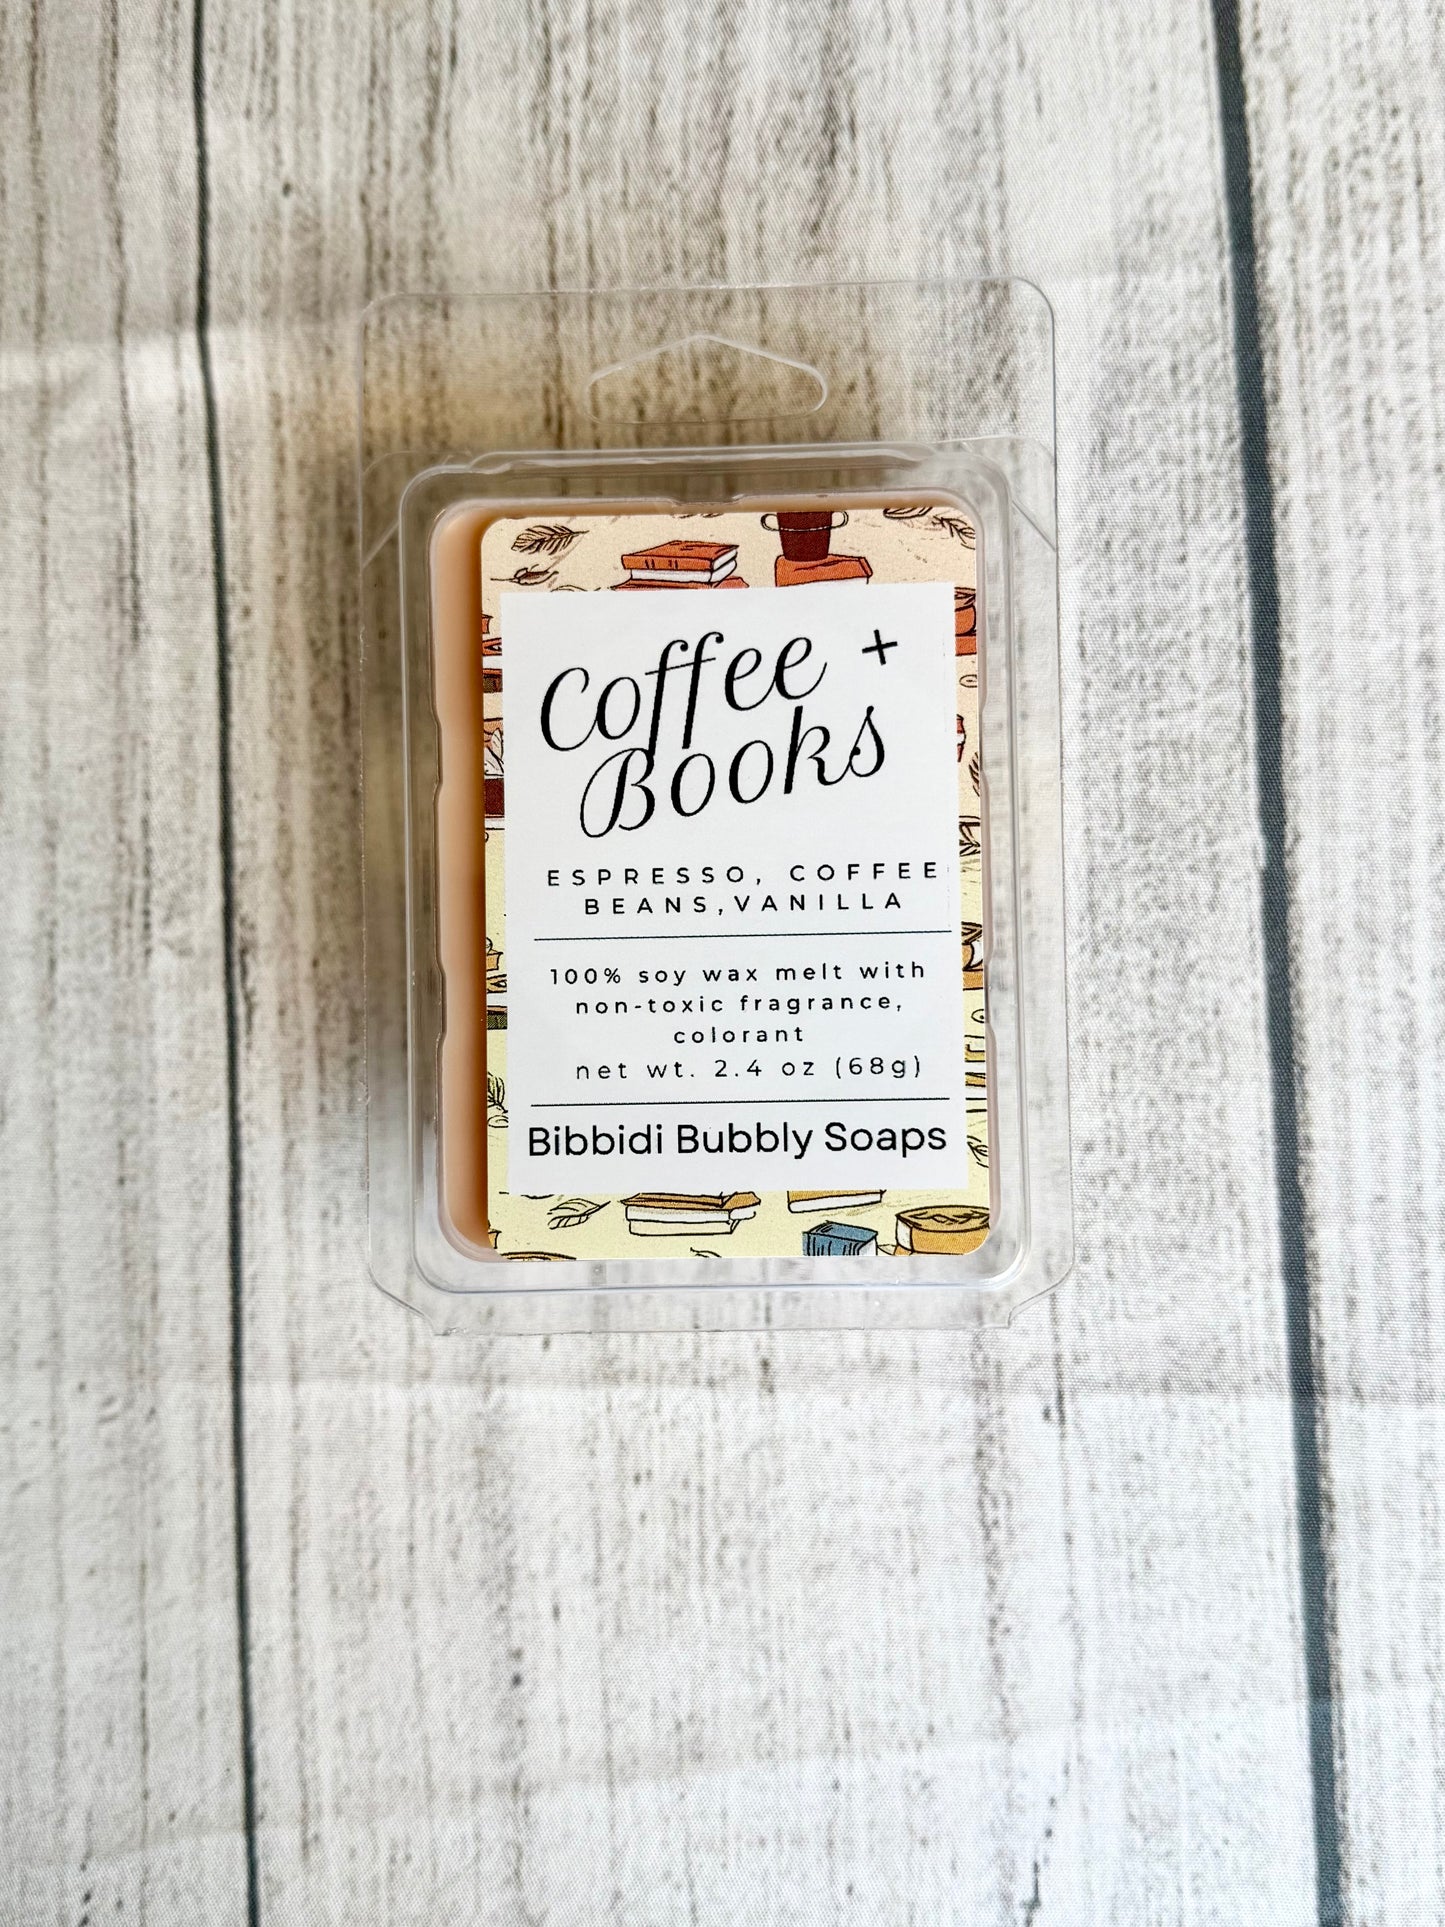 Coffee +
Books
ESPRESSO, COFFEE
BEANS,VANILLA
100% soy wax melt with
non-toxic fragrance,
colorant
net wt. 2.4 oz (68g)
Bibbidi Bubbly Soaps